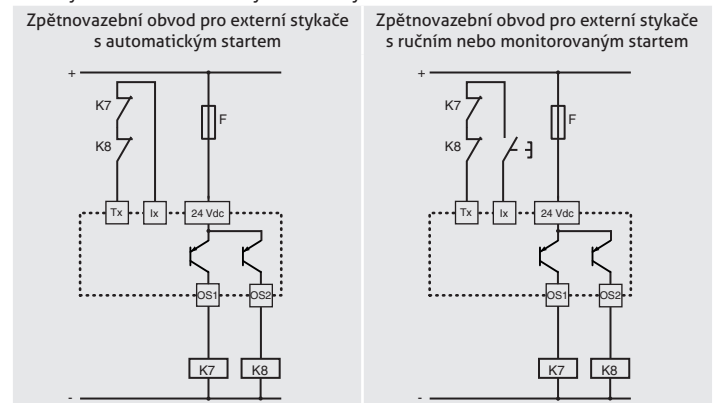 Zpětnovazební obvod pro externí stykače
s automatickým startem
+
K7
K8
F
Tx
Ix
24 Vdc
OS1
OS2
K7
K8
-
Zpětnovazební obvod pro externí stykače
s ručním nebo monitorovaným startem
+
K7
K8
F
Tx
Ix
24 Vdc
OS1
OS2
K7
K8
-